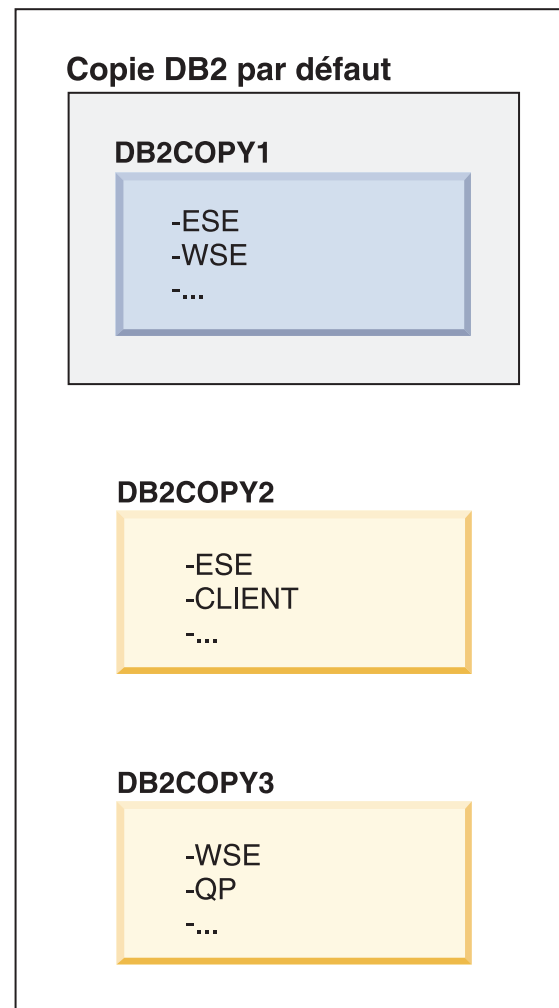 Copie DB2 par défaut
DB2COPY1
-ESE
-WSE
-...
DB2COPY2
-ESE
-CLIENT
-...
DB2COPY3
-WSE
-QP
-...